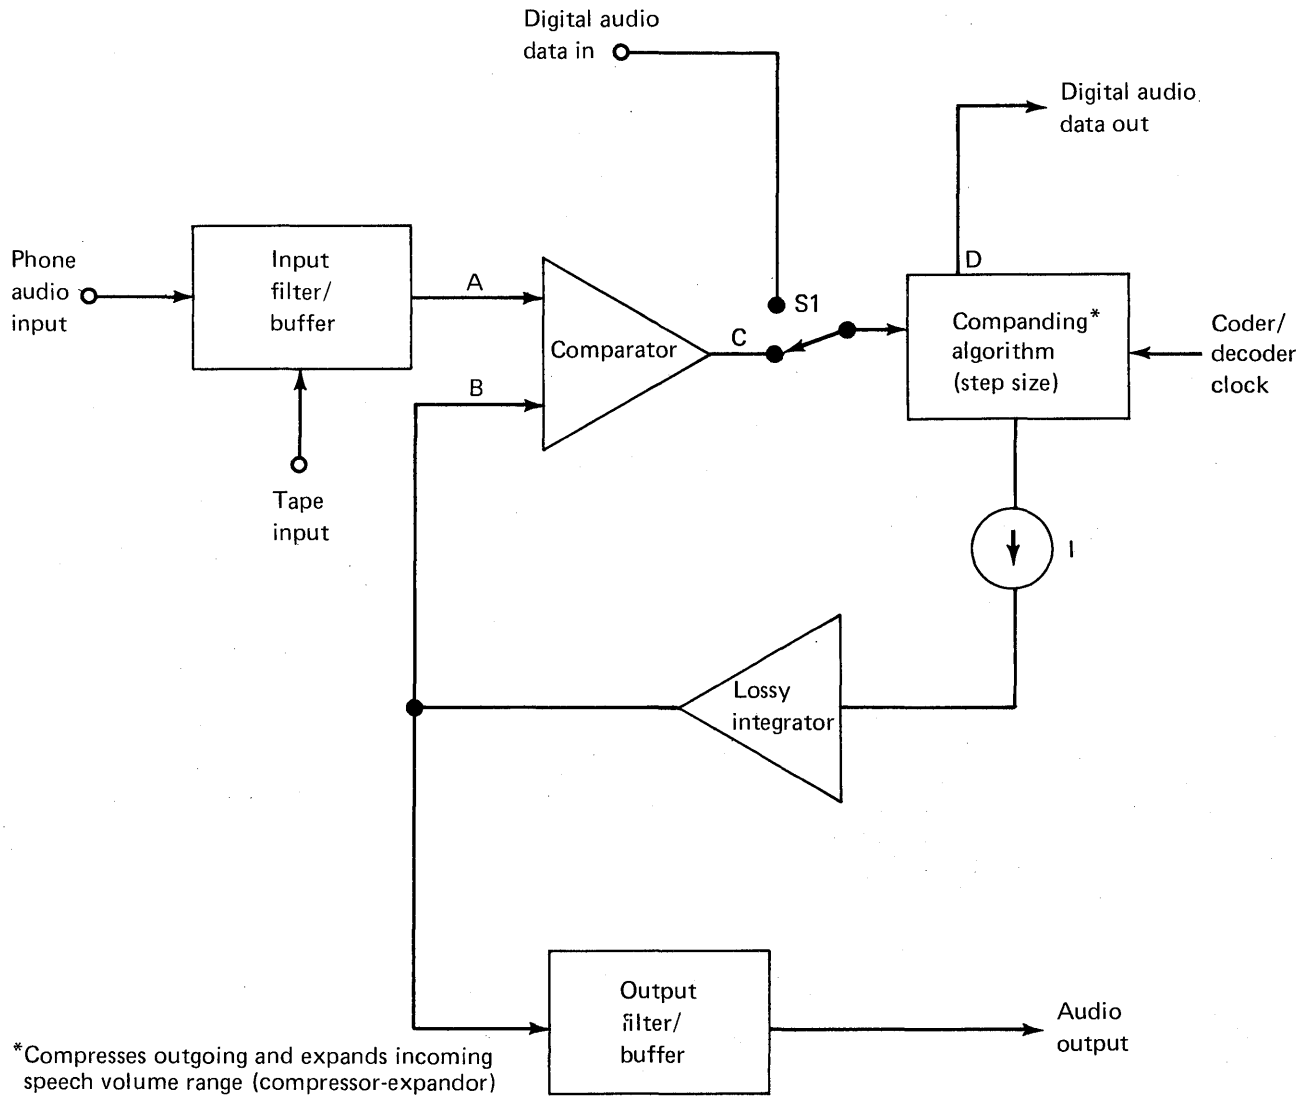 Digital audio
data in
Digital audio
data out
Phone
audio
input
Input
filter/
buffer
A
B
Comparator
C
S1
D
Companding*
algorithm
(step size)
Coder/
decoder
clock
Tape
input
I
Lossy
integrator
Output
filter/
buffer
Audio
output
*Compresses outgoing and expands incoming
speech volume range (compressor-expandor)